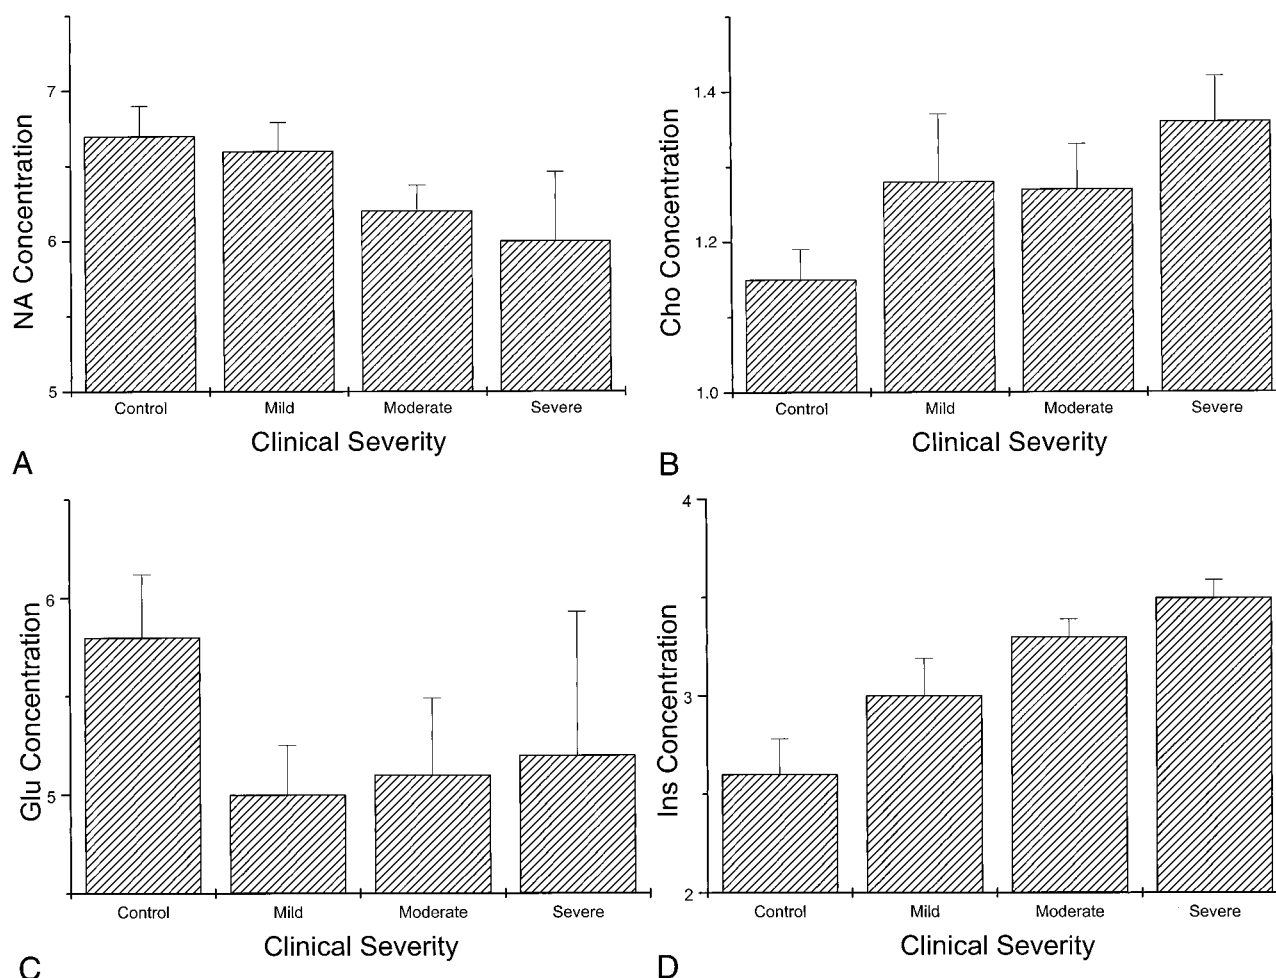 7
6
5
NA Concentration
Control Mild Moderate Severe
Clinical Severity
A
1.4
1.2
1.0
Cho Concentration
Control Mild Moderate Severe
Clinical Severity
B
6
5
Glu Concentration
Control Mild Moderate Severe
Clinical Severity
C
4
3
2
Ins Concentration
Control Mild Moderate Severe
Clinical Severity
D